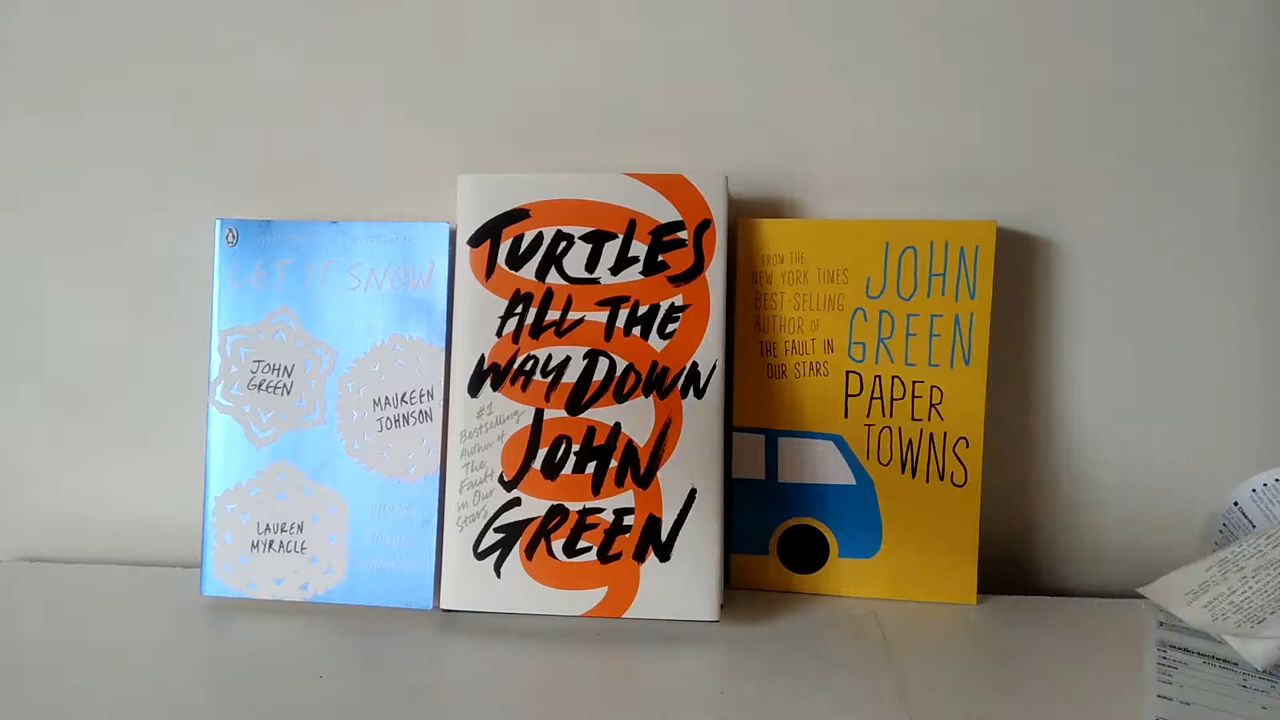 LET IT SNOW
JOHN
GREEN
MAUREEN
JOHNSON
LAUREN
MYRACLE
TURTLES
ALL THE
WAY DOWN
#1
Bestselling
Author of
The
Fault
in Our
Stars
JOHN
GREEN
FROM THE
NEW YORK TIMES
BEST-SELLING
AUTHOR OF
THE FAULT IN
OUR STARS
JOHN
GREEN
PAPER
TOWNS
audio-technica